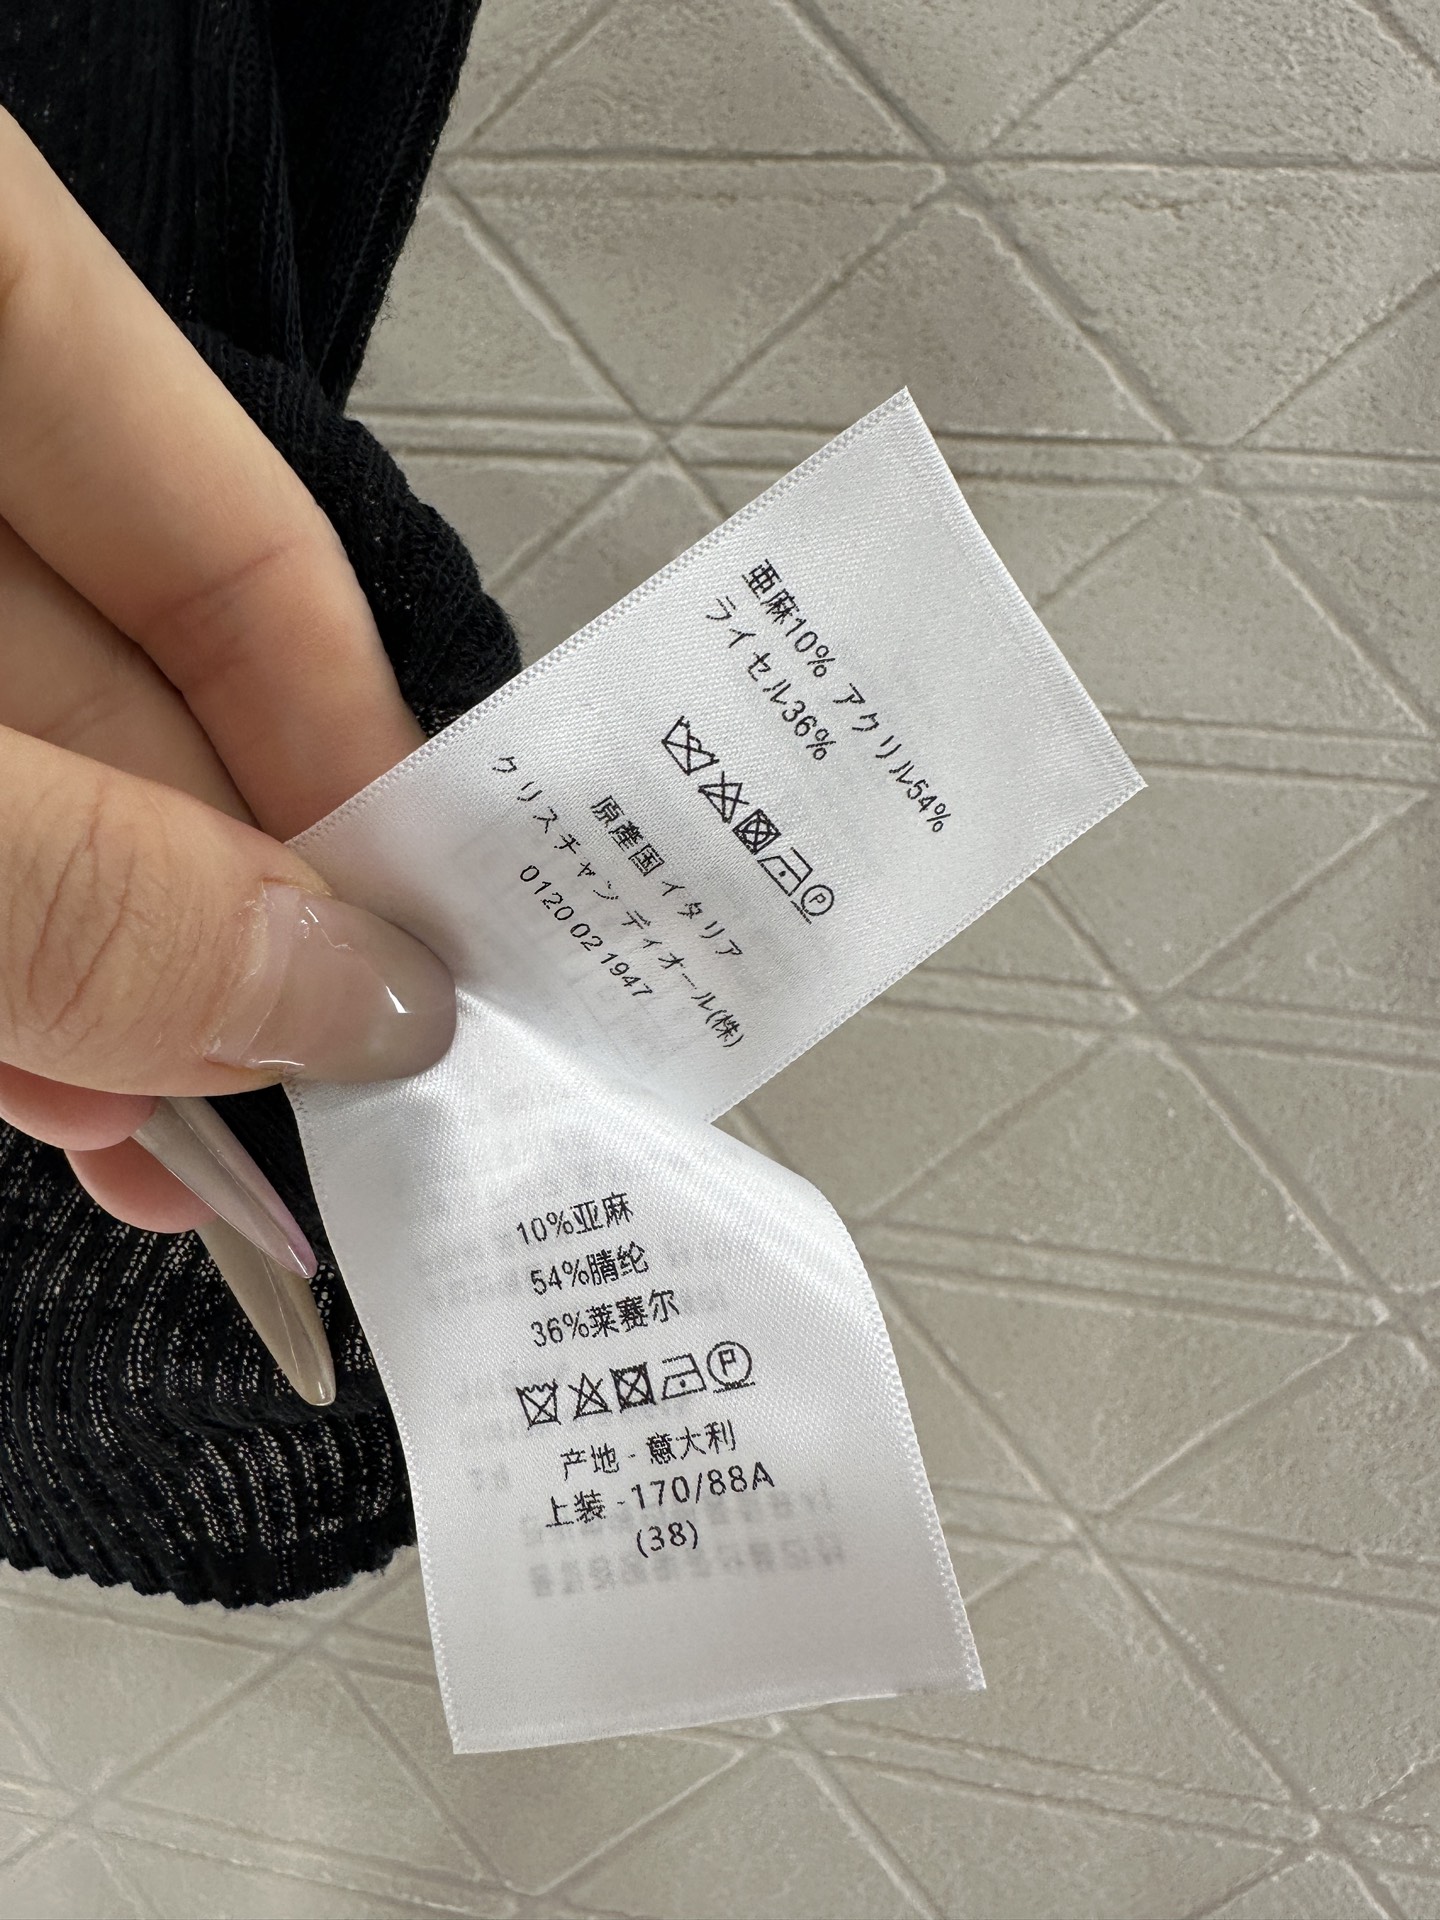 亜麻10% アクリル54%
ライセル36%
P
原産国 イタリア
クリスチャン ディオール(株)
0120 02 1947
10%亚麻
54%腈纶
36%莱赛尔
P
产地 - 意大利
上装 -170/88A
(38)